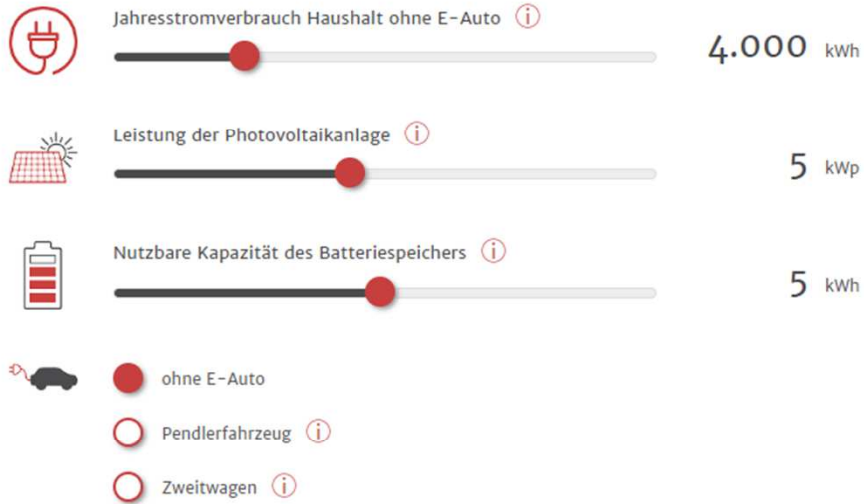 Jahresstromverbrauch Haushalt ohne E-Auto i
4.000 kWh
Leistung der Photovoltaikanlage i
5 kWp
Nutzbare Kapazität des Batteriespeichers i
5 kWh
ohne E-Auto
Pendlerfahrzeug i
Zweitwagen i